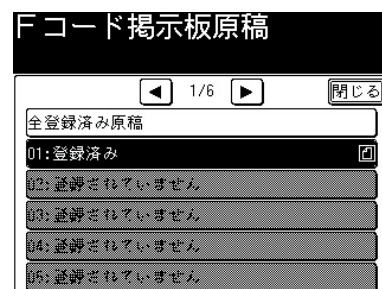 Fコード掲示板原稿
◀ 1/6 ▶ 閉じる
全登録済み原稿
01:登録済み
02:登録されていません
03:登録されていません
04:登録されていません
05:登録されていません